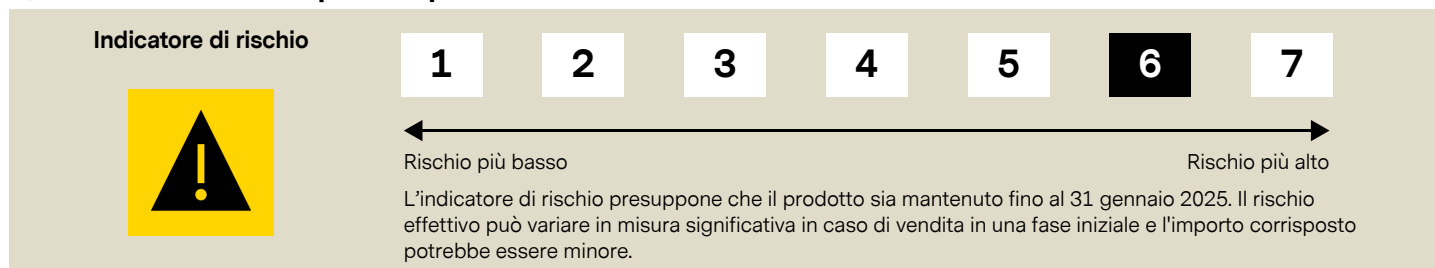 Indicatore di rischio
1 2 3 4 5 6 7
Rischio più basso Rischio più alto
L'indicatore di rischio presuppone che il prodotto sia mantenuto fino al 31 gennaio 2025. Il rischio
effettivo può variare in misura significativa in caso di vendita in una fase iniziale e l'importo corrisposto
potrebbe essere minore.